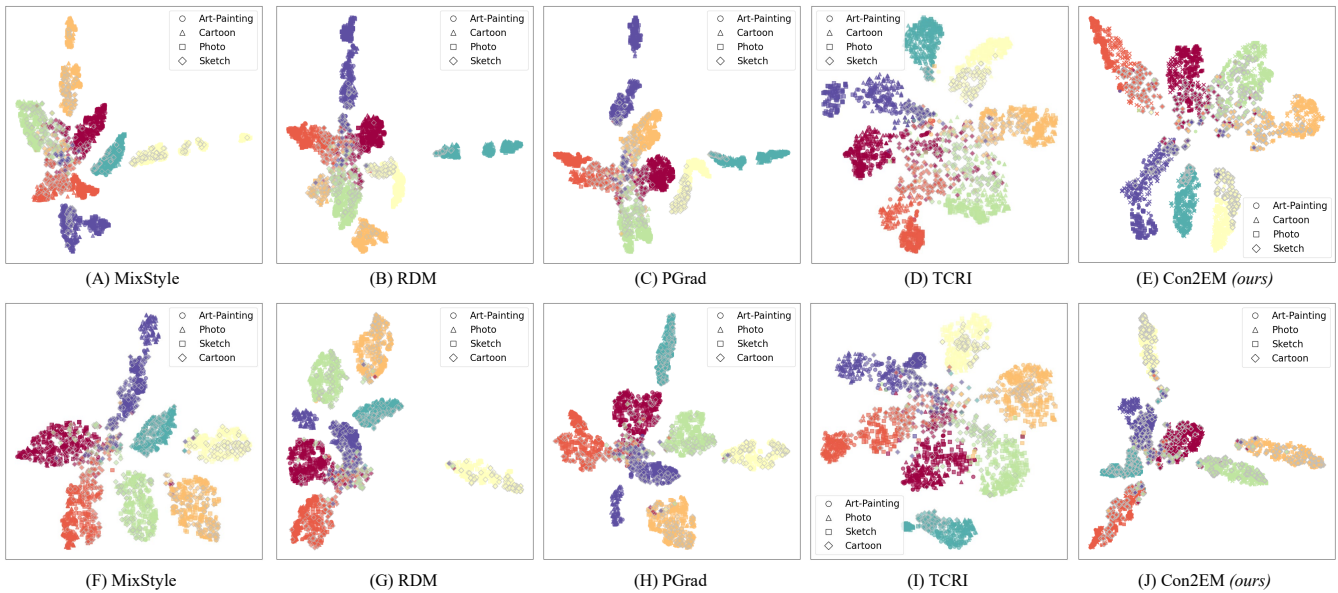 Art-Painting
Cartoon
Photo
Sketch
(A) MixStyle
Art-Painting
Cartoon
Photo
Sketch
(B) RDM
Art-Painting
Cartoon
Photo
Sketch
(C) PGrad
Art-Painting
Cartoon
Photo
Sketch
(D) TCRI
Art-Painting
Cartoon
Photo
Sketch
(E) Con2EM (ours)
Art-Painting
Photo
Sketch
Cartoon
(F) MixStyle
Art-Painting
Photo
Sketch
Cartoon
(G) RDM
Art-Painting
Photo
Sketch
Cartoon
(H) PGrad
Art-Painting
Photo
Sketch
Cartoon
(I) TCRI
Art-Painting
Photo
Sketch
Cartoon
(J) Con2EM (ours)